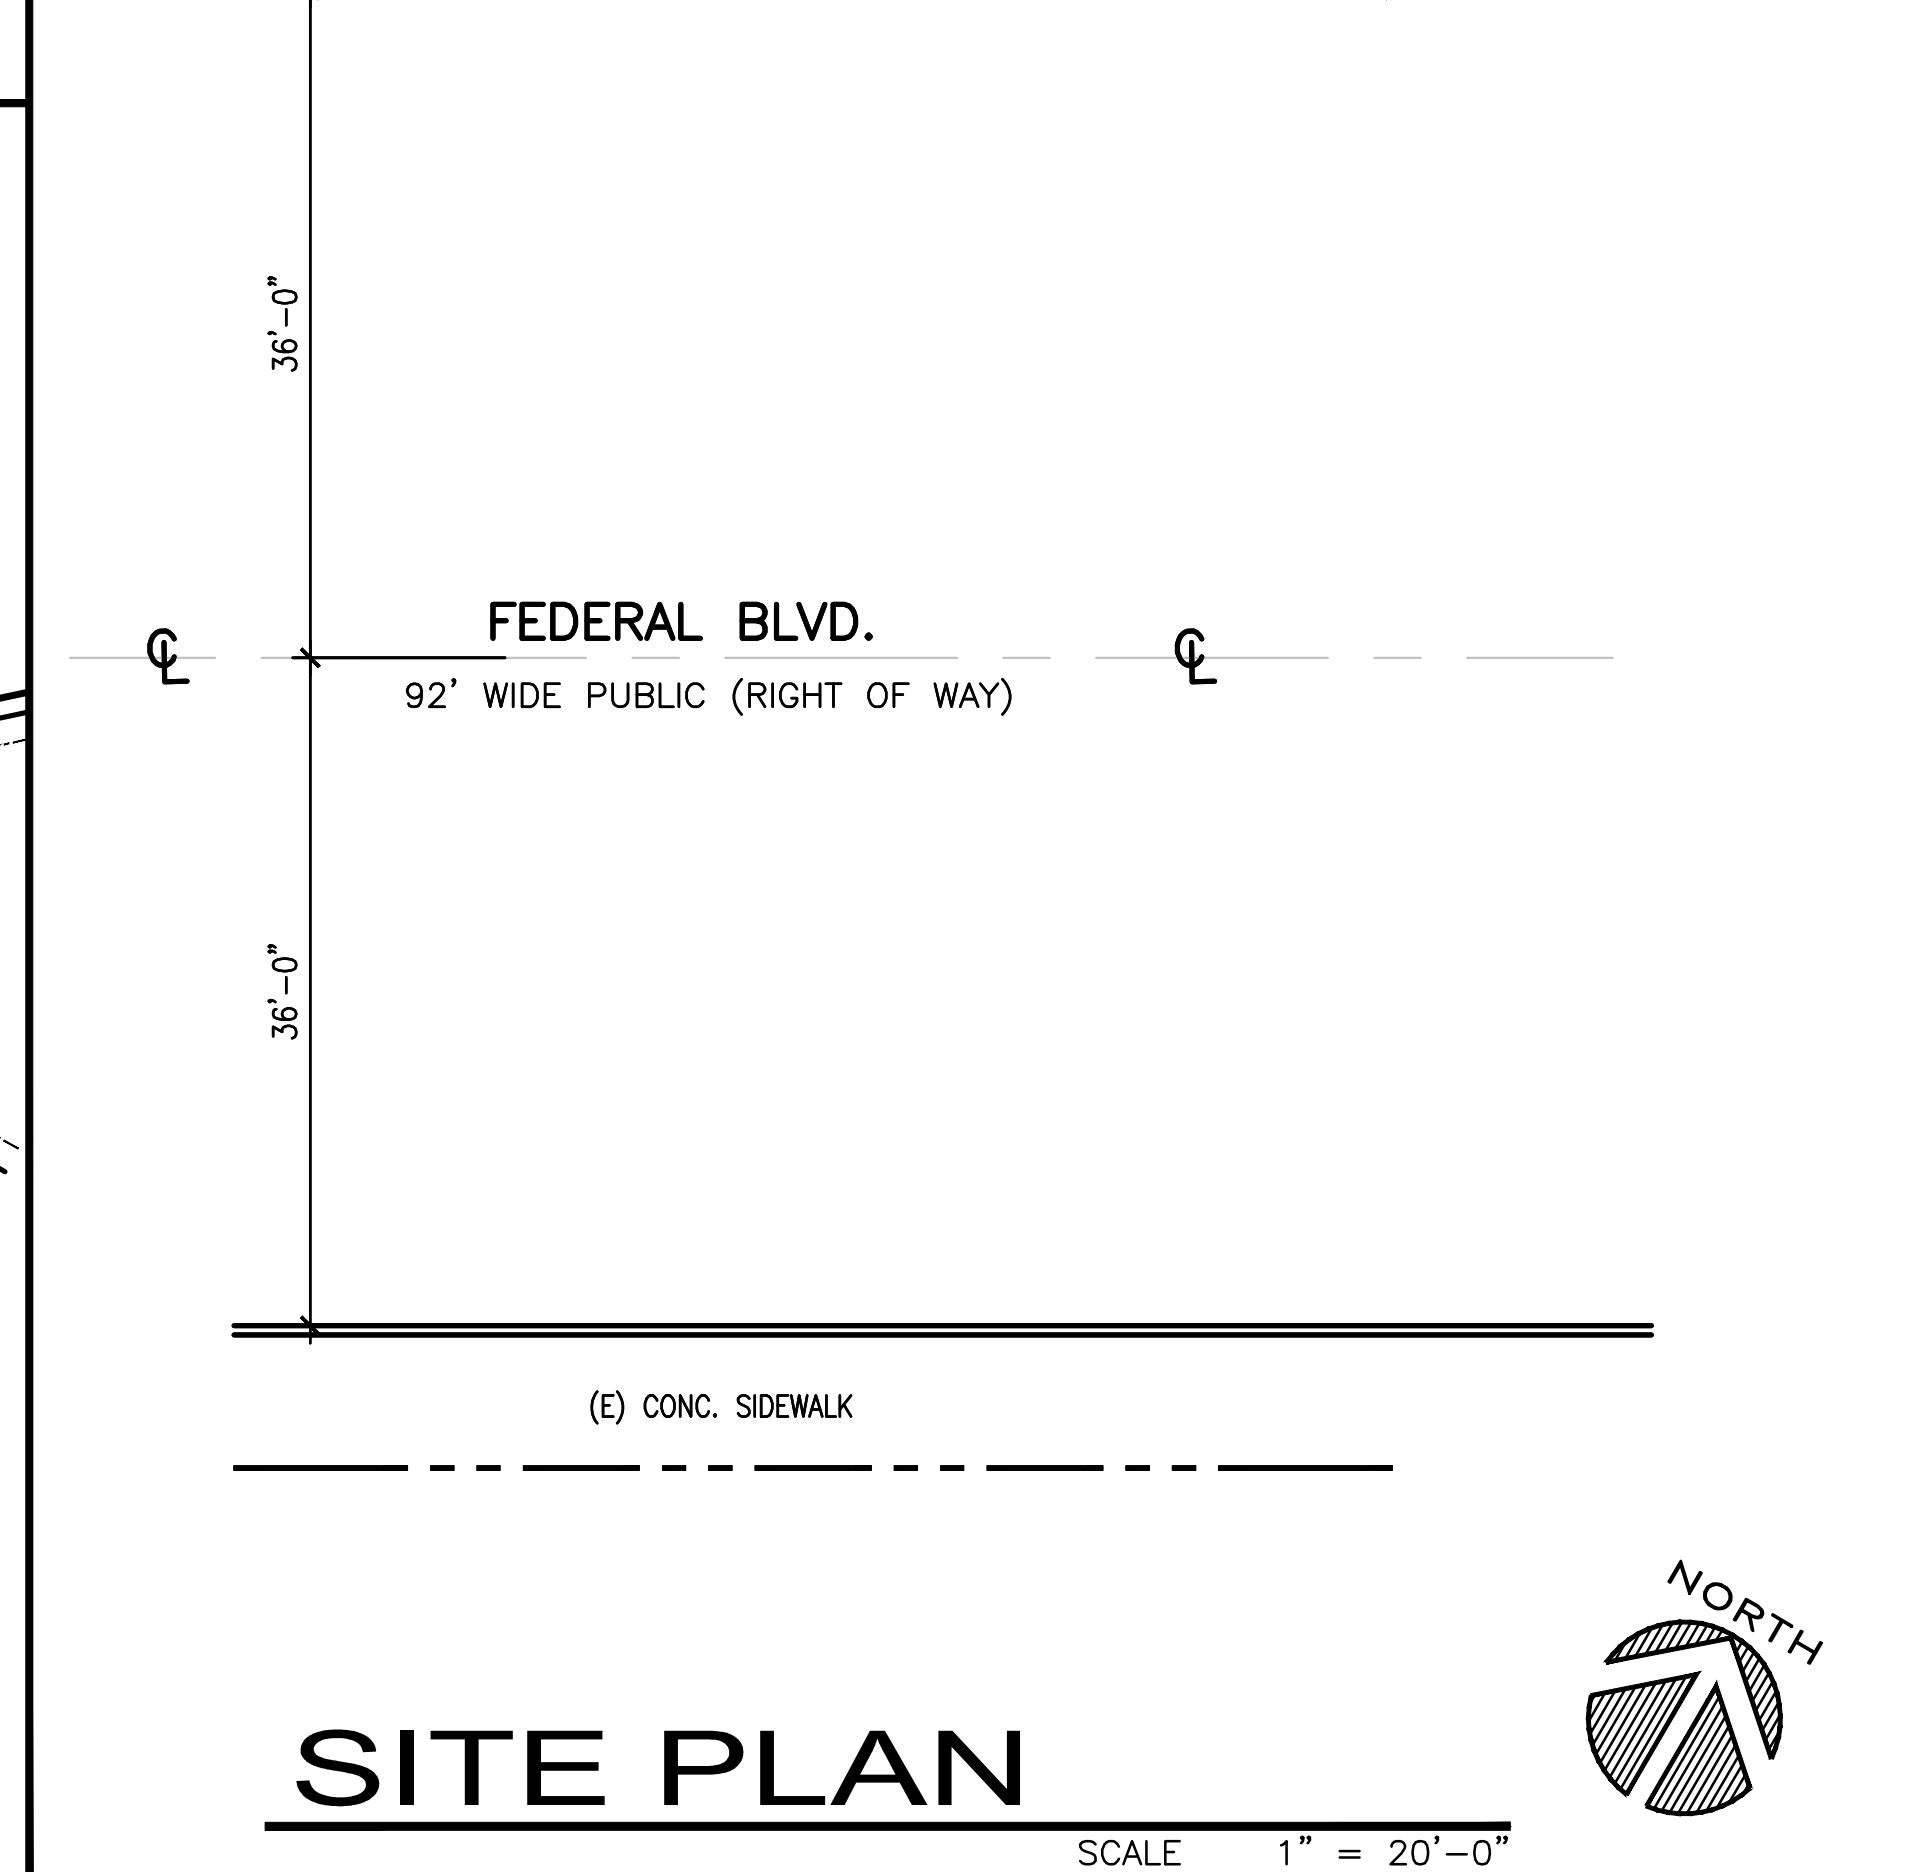 36'-0"
℄
FEDERAL BLVD.
℄
92' WIDE PUBLIC (RIGHT OF WAY)
36'-0"
(E) CONC. SIDEWALK
NORTH
SITE PLAN
SCALE 1" = 20'-0"